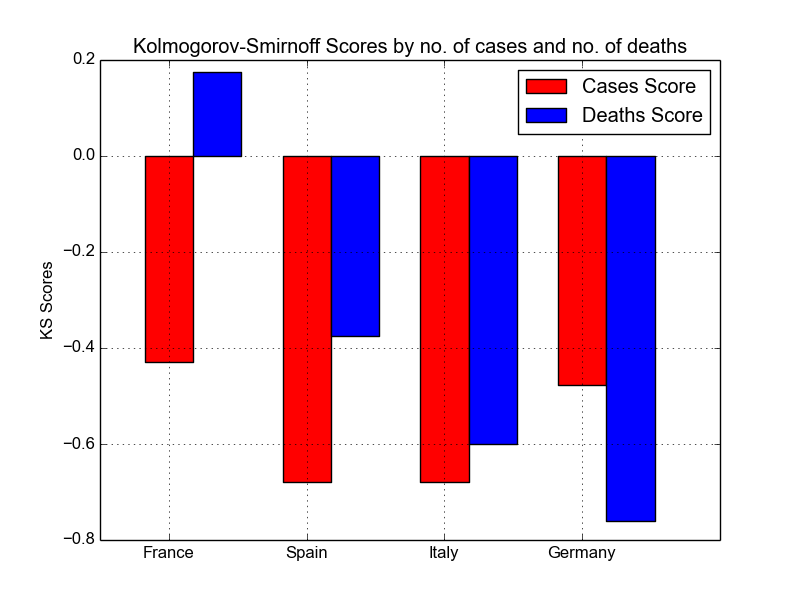 Kolmogorov-Smirnoff Scores by no. of cases and no. of deaths
Cases Score
Deaths Score
KS Scores
0.2
0.0
−0.2
−0.4
−0.6
−0.8
France
Spain
Italy
Germany